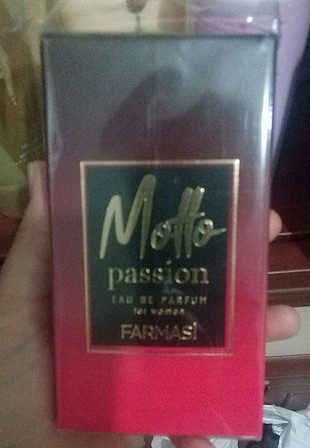 Motto
passion
EAU DE PARFUM
for women
FARMASİ